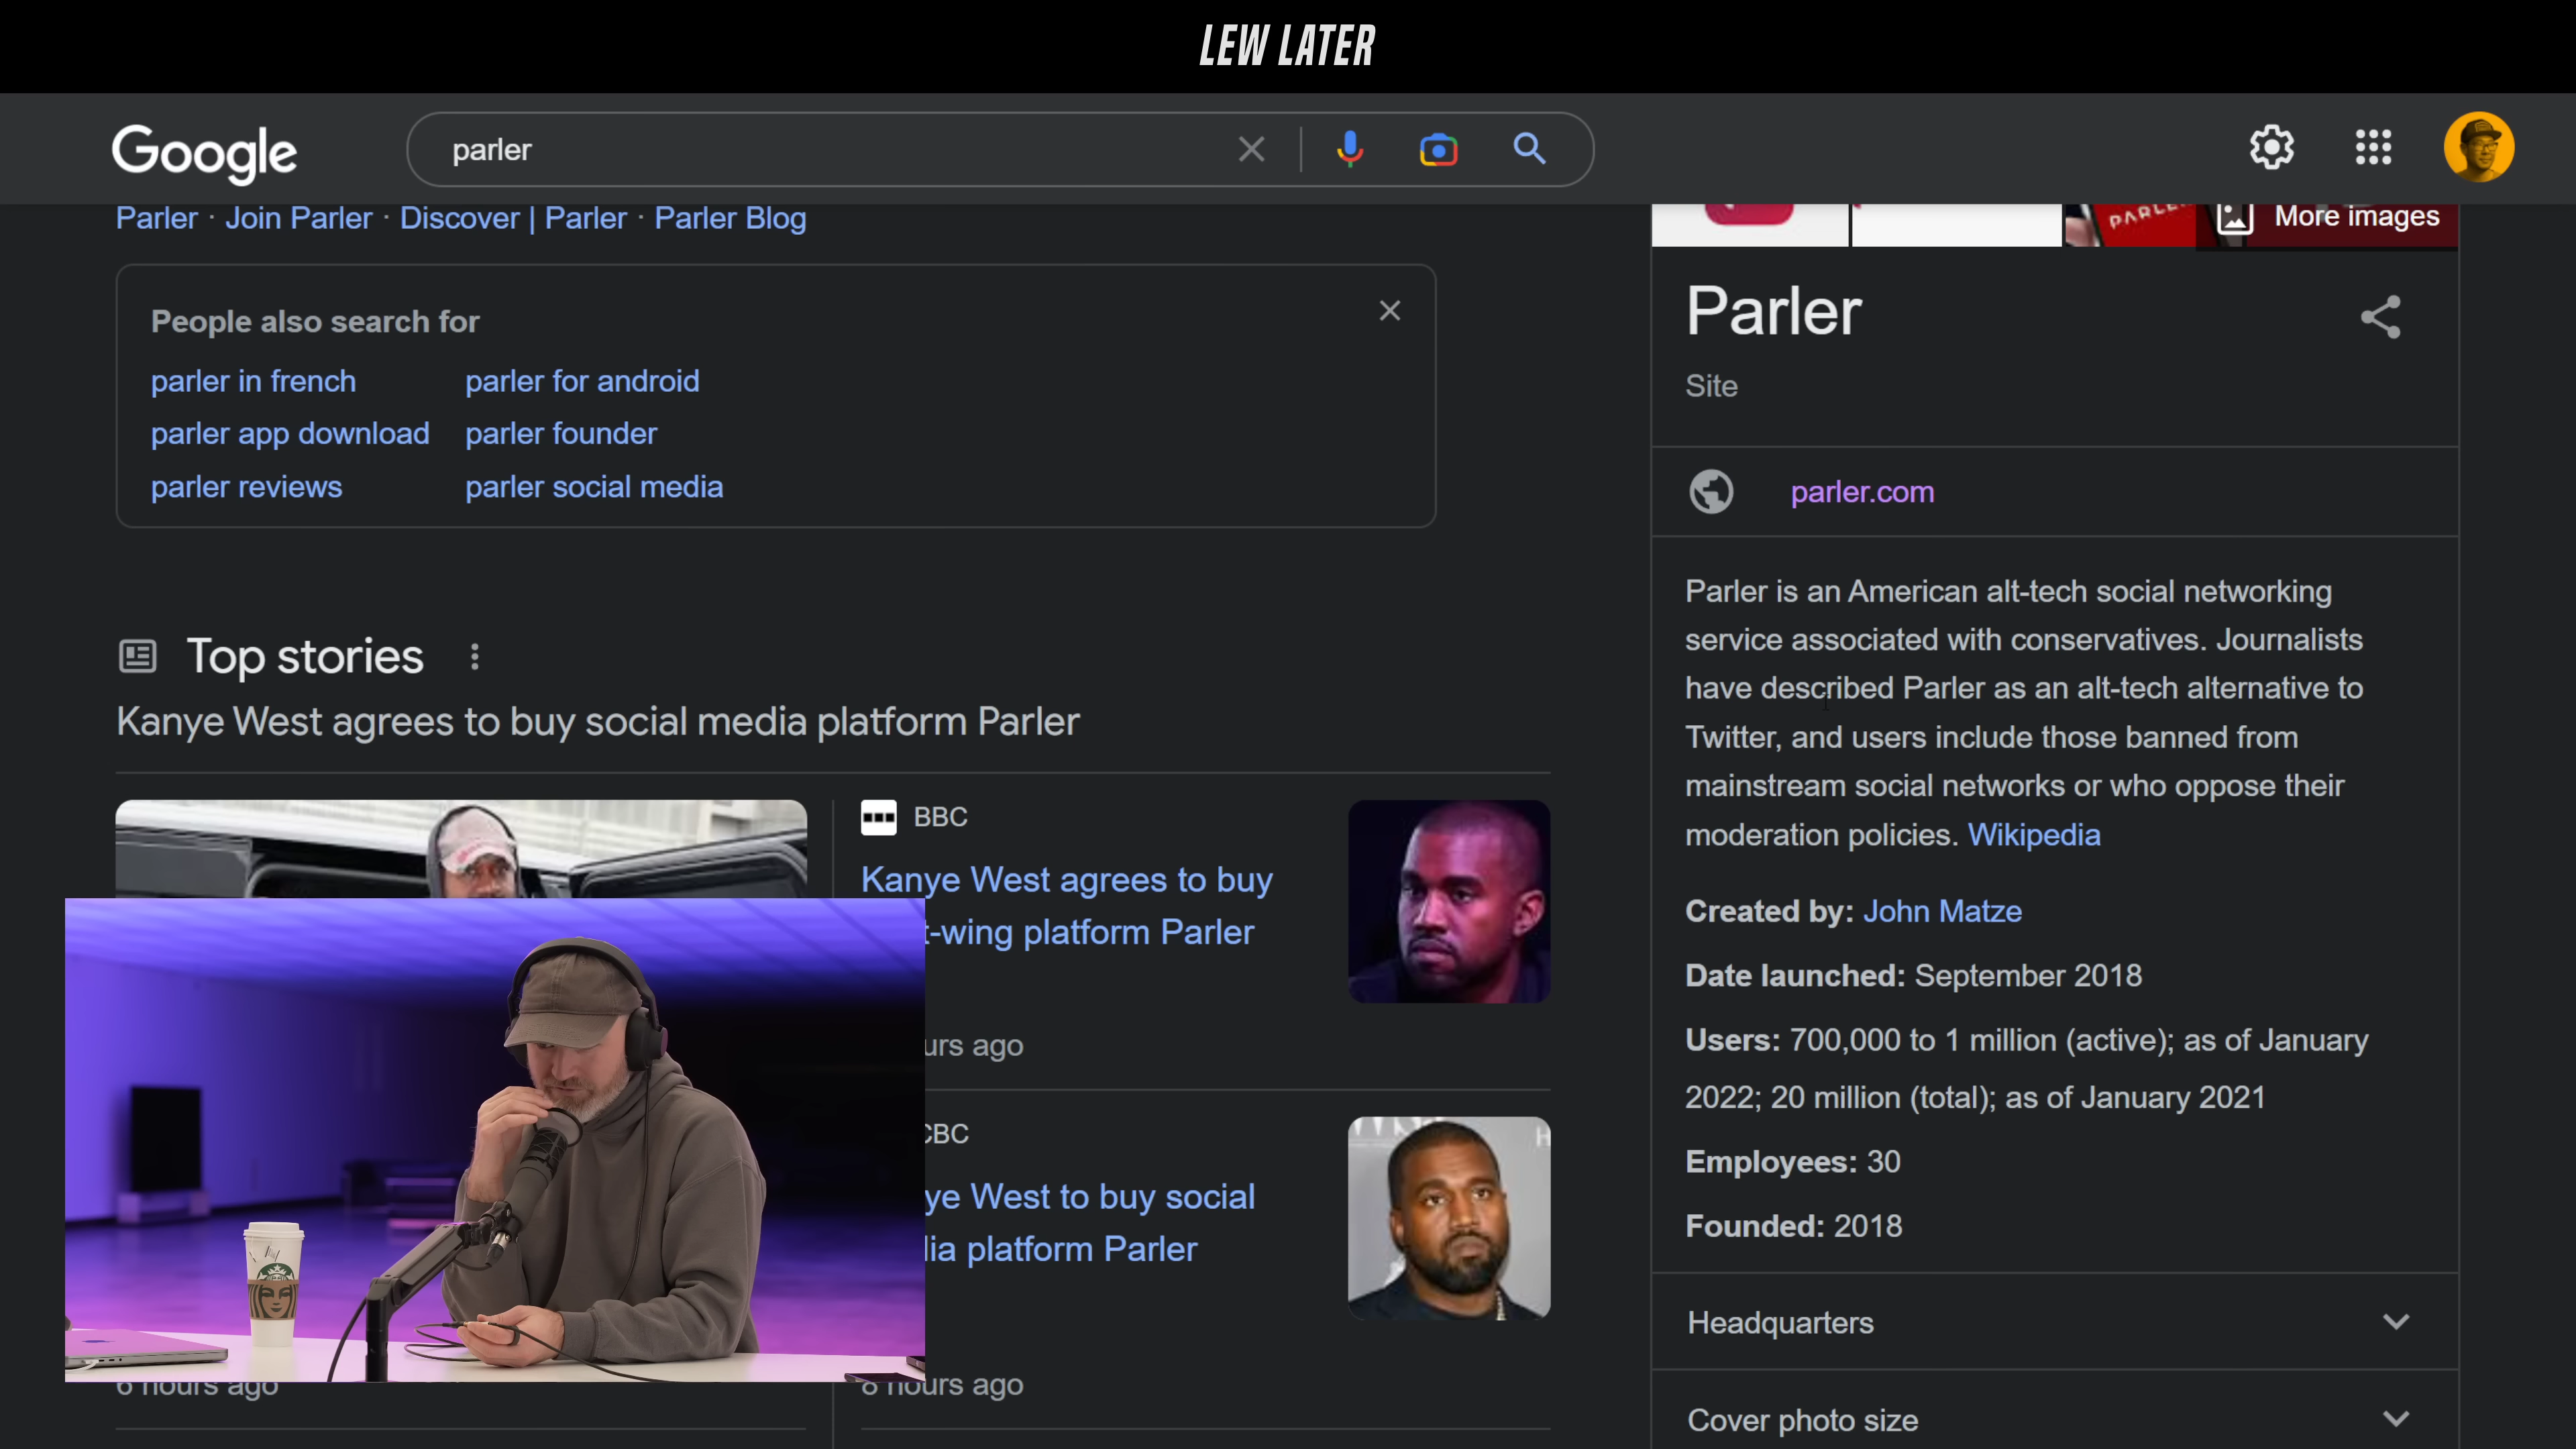 LEW LATER
Google
parler
Parler · Join Parler · Discover | Parler · Parler Blog
People also search for
parler in french
parler for android
parler app download
parler founder
parler reviews
parler social media
Top stories
Kanye West agrees to buy social media platform Parler
BBC
Kanye West agrees to buy
-wing platform Parler
ago
West to buy social
platform Parler
6 hours ago
8 hours ago
PARLER
More images
Parler
Site
parler.com
Parler is an American alt-tech social networking
service associated with conservatives. Journalists
have described Parler as an alt-tech alternative to
Twitter, and users include those banned from
mainstream social networks or who oppose their
moderation policies. Wikipedia
Created by: John Matze
Date launched: September 2018
Users: 700,000 to 1 million (active); as of January
2022; 20 million (total); as of January 2021
Employees: 30
Founded: 2018
Headquarters
Cover photo size